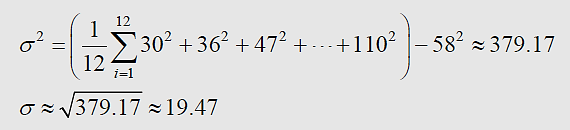 σ² = (1/12 ∑_{i=1}^{12} 30² + 36² + 47² + ⋯ + 110²) − 58² ≈ 379.17
σ ≈ √379.17 ≈ 19.47